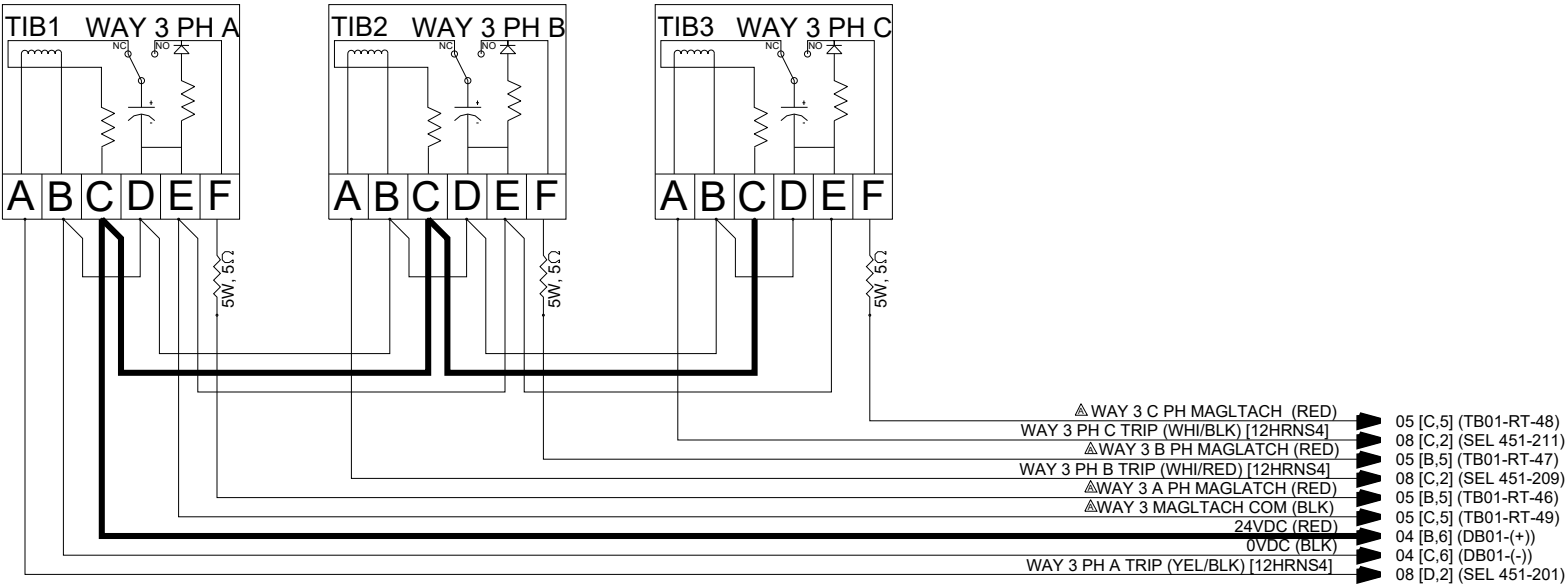 TIB1 WAY 3 PH A
NC NO
+
-
A B C D E F
5W, 5Ω
TIB2 WAY 3 PH B
NC NO
+
-
A B C D E F
5W, 5Ω
TIB3 WAY 3 PH C
NC NO
+
-
A B C D E F
5W, 5Ω
WAY 3 C PH MAGLTACH (RED) 05 [C,5] (TB01-RT-48)
WAY 3 PH C TRIP (WHI/BLK) [12HRNS4] 08 [C,2] (SEL 451-211)
WAY 3 B PH MAGLATCH (RED) 05 [B,5] (TB01-RT-47)
WAY 3 PH B TRIP (WHI/RED) [12HRNS4] 08 [C,2] (SEL 451-209)
WAY 3 A PH MAGLATCH (RED) 05 [B,5] (TB01-RT-46)
WAY 3 MAGLTACH COM (BLK) 05 [C,5] (TB01-RT-49)
24VDC (RED) 04 [B,6] (DB01-(+))
0VDC (BLK) 04 [C,6] (DB01-(-))
WAY 3 PH A TRIP (YEL/BLK) [12HRNS4] 08 [D,2] (SEL 451-201)